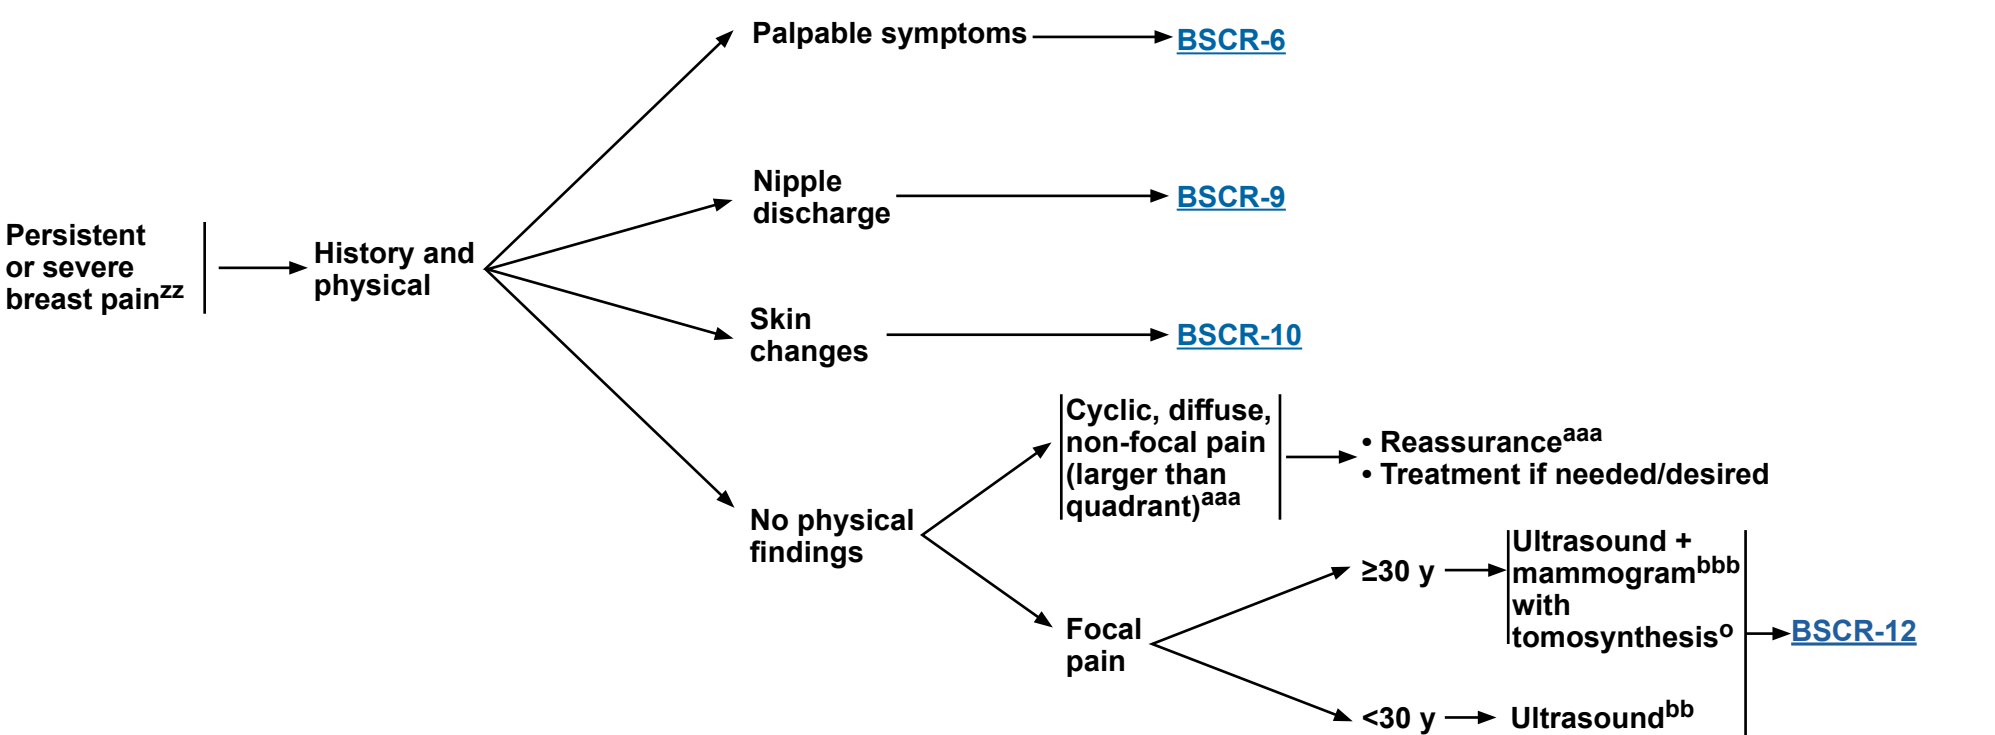 Persistent
or severe
breast painzz
History and
physical
Palpable symptoms
BSCR-6
Nipple
discharge
BSCR-9
Skin
changes
BSCR-10
No physical
findings
Cyclic, diffuse,
non-focal pain
(larger than
quadrant)aaa
• Reassuranceaaa
• Treatment if needed/desired
Focal
pain
≥30 y
Ultrasound +
mammogrambbb
with
tomosynthesiso
<30 y
Ultrasoundbb
BSCR-12